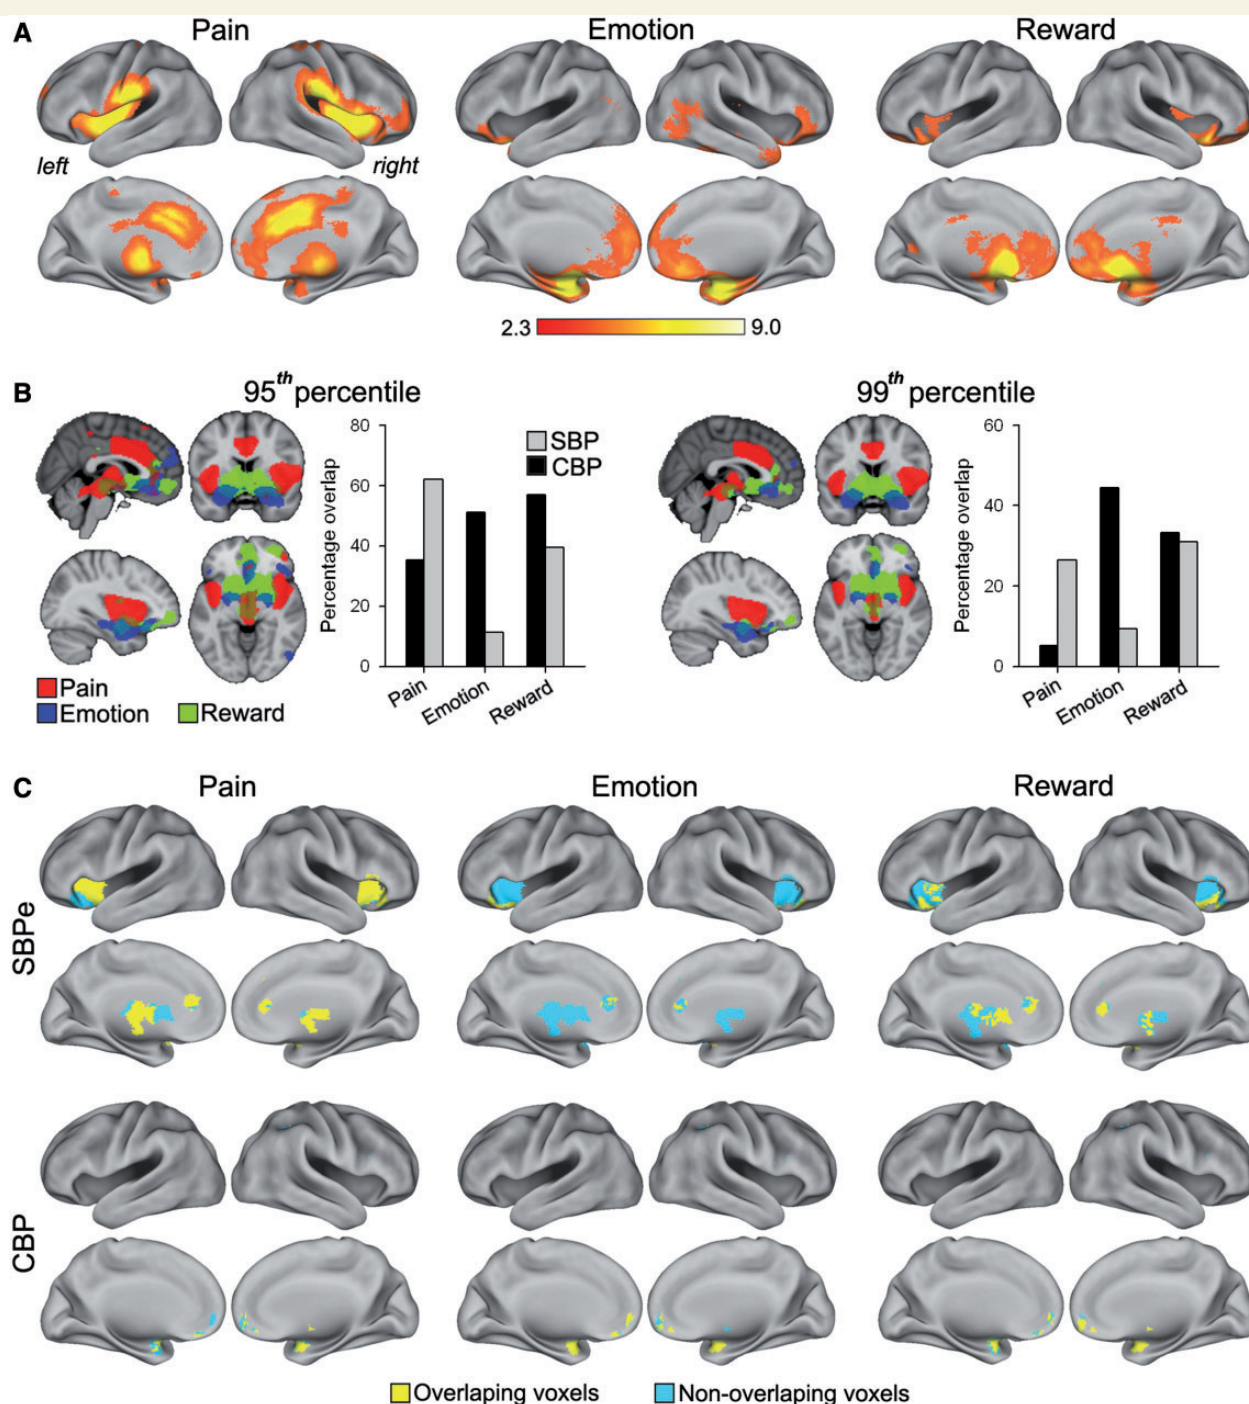 A
Pain
Emotion
Reward
left
right
2.3
9.0
B
95th percentile
99th percentile
Percentage overlap
80
60
40
20
0
SBP
CBP
Pain
Emotion
Reward
Percentage overlap
60
40
20
0
Pain
Emotion
Reward
Pain
Emotion
Reward
C
Pain
Emotion
Reward
SBPe
CBP
Overlaping voxels
Non-overlaping voxels